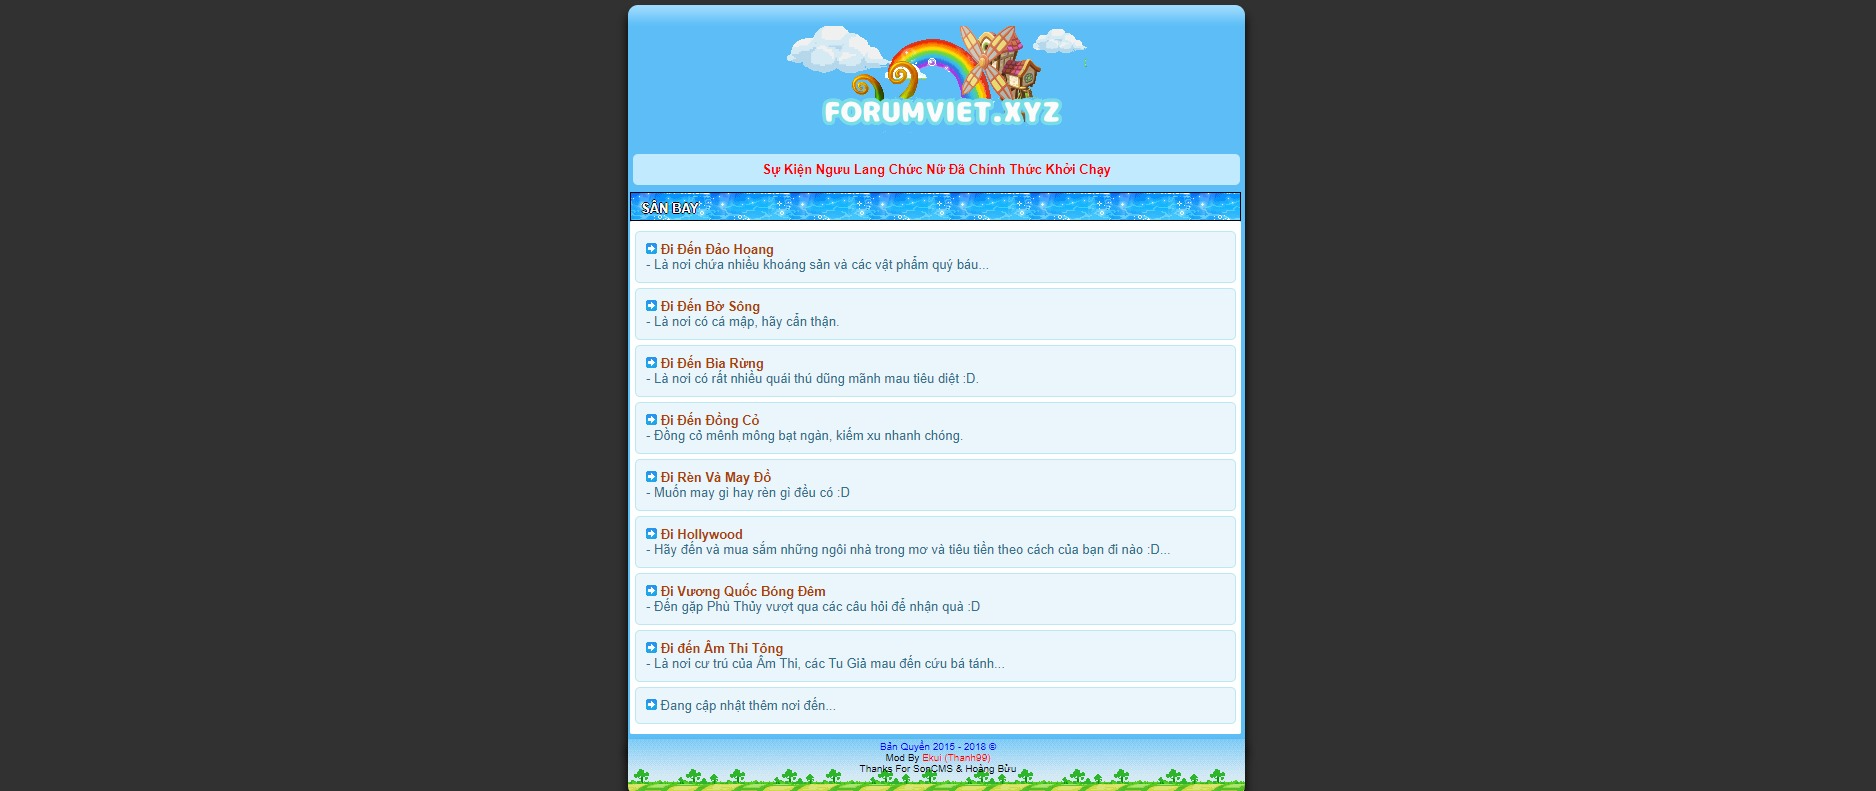 FORUMVIET.XYZ
Sự Kiện Ngưu Lang Chức Nữ Đã Chính Thức Khởi Chạy
SÂN BAY
Đi Đến Đảo Hoang
- Là nơi chứa nhiều khoáng sản và các vật phẩm quý báu...
Đi Đến Bờ Sông
- Là nơi có cá mập, hãy cẩn thận.
Đi Đến Bìa Rừng
- Là nơi có rất nhiều quái thú dũng mãnh mau tiêu diệt :D.
Đi Đến Đồng Cỏ
- Đồng cỏ mênh mông bạt ngàn, kiếm xu nhanh chóng.
Đi Rèn Và May Đồ
- Muốn may gì hay rèn gì đều có :D
Đi Hollywood
- Hãy đến và mua sắm những ngôi nhà trong mơ và tiêu tiền theo cách của bạn đi nào :D...
Đi Vương Quốc Bóng Đêm
- Đến gặp Phù Thủy vượt qua các câu hỏi để nhận quà :D
Đi đến Âm Thi Tông
- Là nơi cư trú của Âm Thi, các Tu Giả mau đến cứu bá tánh...
Đang cập nhật thêm nơi đến...
Bản Quyền 2015 - 2018 ©
Mod By Ekui (Thanh99)
Thanks For SonCMS & Hoàng Bửu